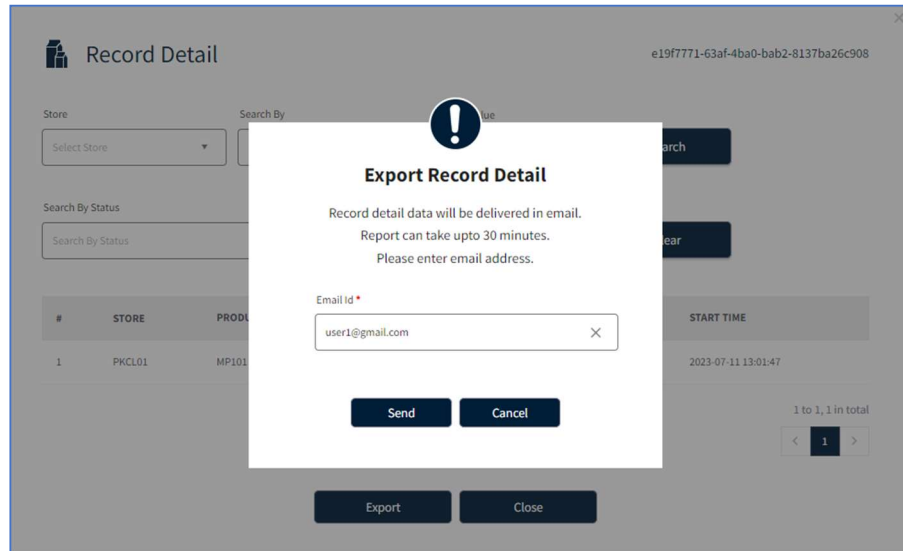 Record Detail
e19f7771-63af-4ba0-bab2-8137ba26c908
Store
Search By
Select Store
Search By Status
Search By Status
Export Record Detail
Record detail data will be delivered in email.
Report can take upto 30 minutes.
Please enter email address.
Email Id *
user1@gmail.com
Send Cancel
# STORE START TIME
1 PKCL01 MP101 2023-07-11 13:01:47
1 to 1, 1 in total
< 1 >
Export Close